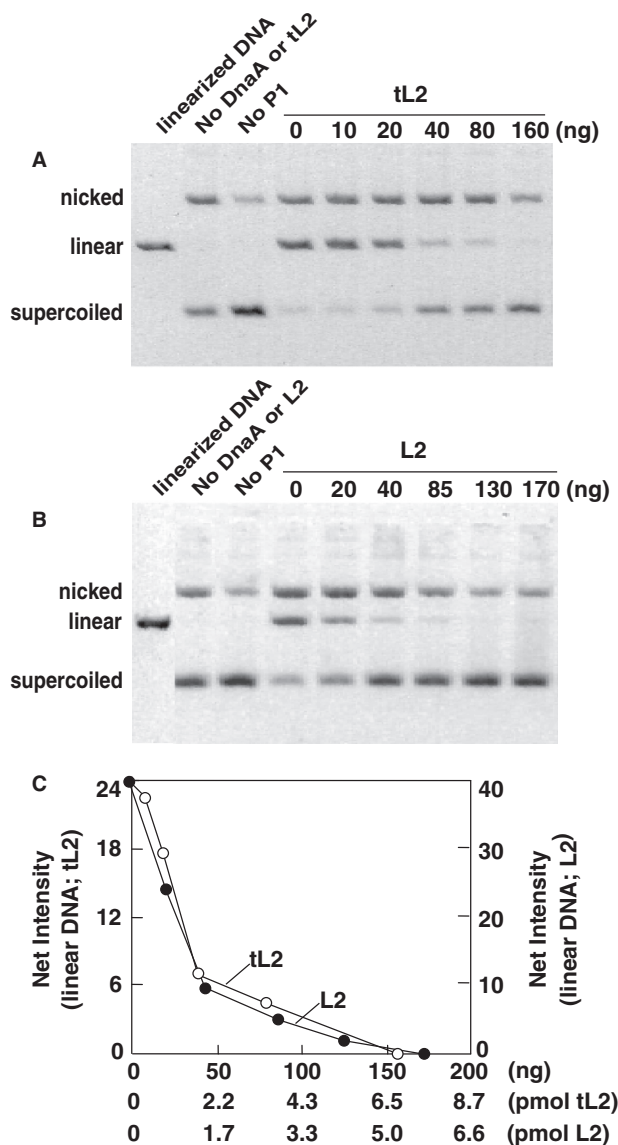 linearized DNA
No DnaA or tL2
No P1
tL2
0 10 20 40 80 160 (ng)
A
nicked
linear
supercoiled
linearized DNA
No DnaA or L2
No P1
L2
0 20 40 85 130 170 (ng)
B
nicked
linear
supercoiled
C
24
18
12
6
0
Net Intensity
(linear DNA; tL2)
40
30
20
10
0
Net Intensity
(linear DNA; L2)
tL2
L2
0 50 100 150 200 (ng)
0 2.2 4.3 6.5 8.7 (pmol tL2)
0 1.7 3.3 5.0 6.6 (pmol L2)